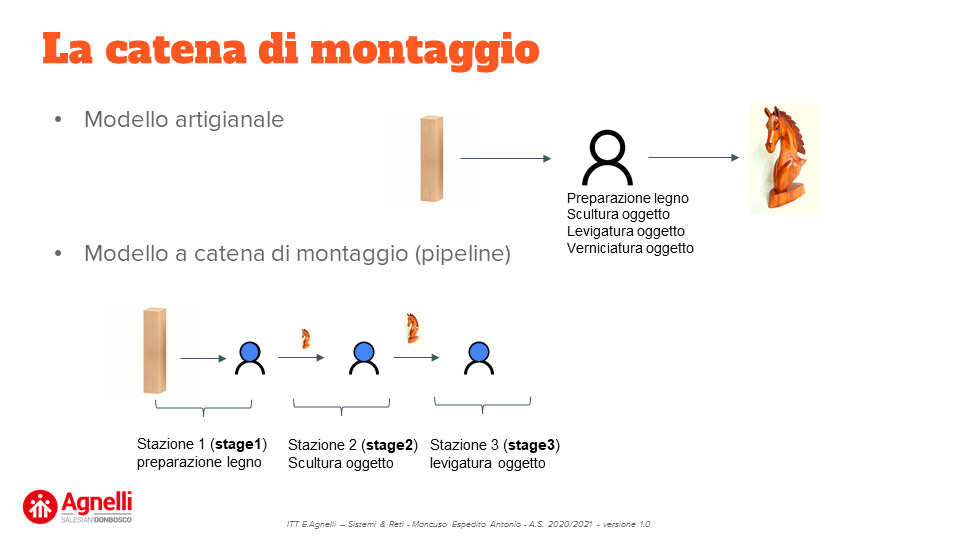 La catena di montaggio
• Modello artigianale
Preparazione legno
Scultura oggetto
Levigatura oggetto
Verniciatura oggetto
• Modello a catena di montaggio (pipeline)
Stazione 1 (stage1)
preparazione legno
Stazione 2 (stage2)
Scultura oggetto
Stazione 3 (stage3)
levigatura oggetto
Agnelli
SALESIANI DONBOSCO
ITT E.Agnelli – Sistemi & Reti - Mancuso Espedito Antonio - A.S. 2020/2021 - versione 1.0